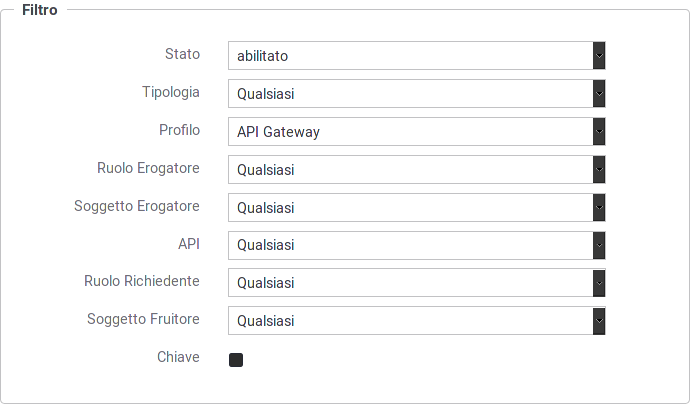 Filtro
Stato abilitato
Tipologia Qualsiasi
Profilo API Gateway
Ruolo Erogatore Qualsiasi
Soggetto Erogatore Qualsiasi
API Qualsiasi
Ruolo Richiedente Qualsiasi
Soggetto Fruitore Qualsiasi
Chiave